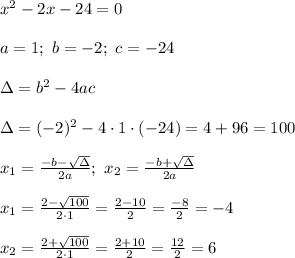 x² − 2x − 24 = 0
a = 1; b = −2; c = −24
Δ = b² − 4ac
Δ = (−2)² − 4 · 1 · (−24) = 4 + 96 = 100
x₁ = (−b−√Δ)/(2a); x₂ = (−b+√Δ)/(2a)
x₁ = (2−√100)/(2·1) = (2−10)/2 = (−8)/2 = −4
x₂ = (2+√100)/(2·1) = (2+10)/2 = 12/2 = 6